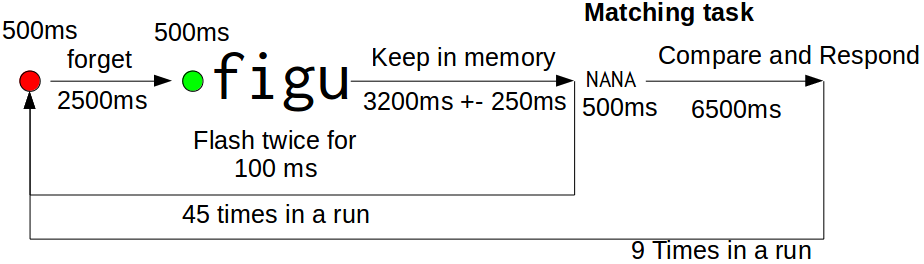 Matching task
500ms
forget
2500ms
500ms
figu
Flash twice for
100 ms
Keep in memory
3200ms +- 250ms
NANA
500ms
Compare and Respond
6500ms
45 times in a run
9 Times in a run